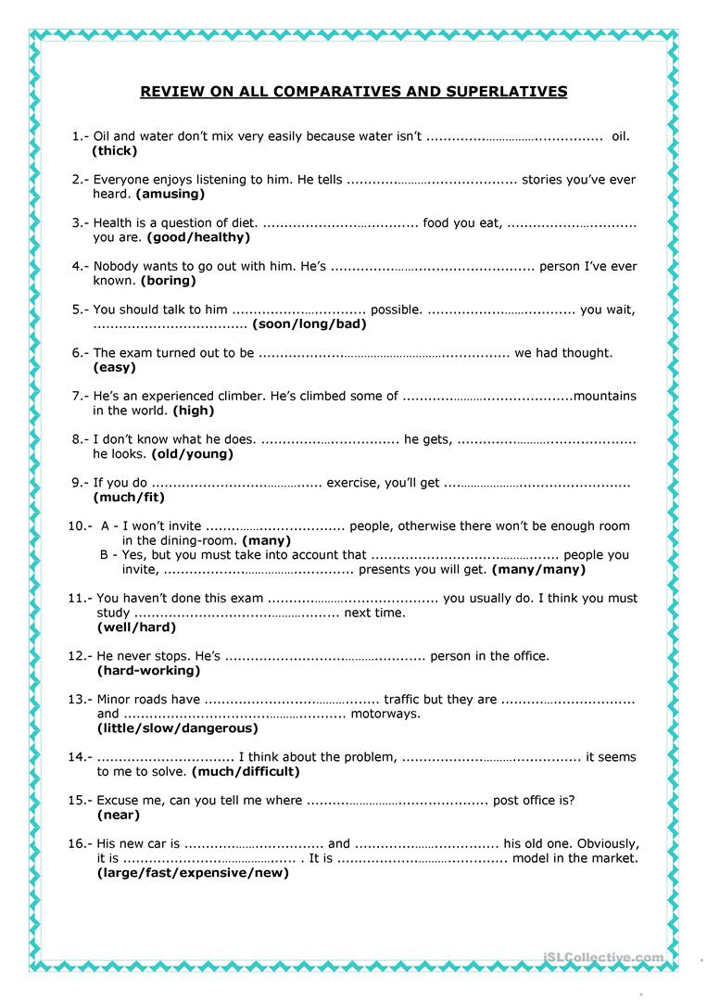 REVIEW ON ALL COMPARATIVES AND SUPERLATIVES
1.- Oil and water don’t mix very easily because water isn’t ............................................ oil.
(thick)
2.- Everyone enjoys listening to him. He tells .......................................... stories you’ve ever
heard. (amusing)
3.- Health is a question of diet. ...................................... food you eat, ................................
you are. (good/healthy)
4.- Nobody wants to go out with him. He’s .................................................. person I’ve ever
known. (boring)
5.- You should talk to him ................................. possible. ..................................... you wait,
..................................... (soon/long/bad)
6.- The exam turned out to be .............................................................. we had thought.
(easy)
7.- He’s an experienced climber. He’s climbed some of ..........................................mountains
in the world. (high)
8.- I don’t know what he does. .................................. he gets, ............................................
he looks. (old/young)
9.- If you do .......................................... exercise, you’ll get ..............................................
(much/fit)
10.- A - I won’t invite .................................. people, otherwise there won’t be enough room
in the dining-room. (many)
B - Yes, but you must take into account that .............................................. people you
invite, ............................................... presents you will get. (many/many)
11.- You haven’t done this exam .......................................... you usually do. I think you must
study .................................................. next time.
(well/hard)
12.- He never stops. He’s ................................................. person in the office.
(hard-working)
13.- Minor roads have ........................................... traffic but they are .................................
and ...................................................... motorways.
(little/slow/dangerous)
14.- ................................. I think about the problem, ............................................ it seems
to me to solve. (much/difficult)
15.- Excuse me, can you tell me where ............................................. post office is?
(near)
16.- His new car is .................................. and ................................... his old one. Obviously,
it is .......................................... . It is .......................................... model in the market.
(large/fast/expensive/new)
iSLCollective.com